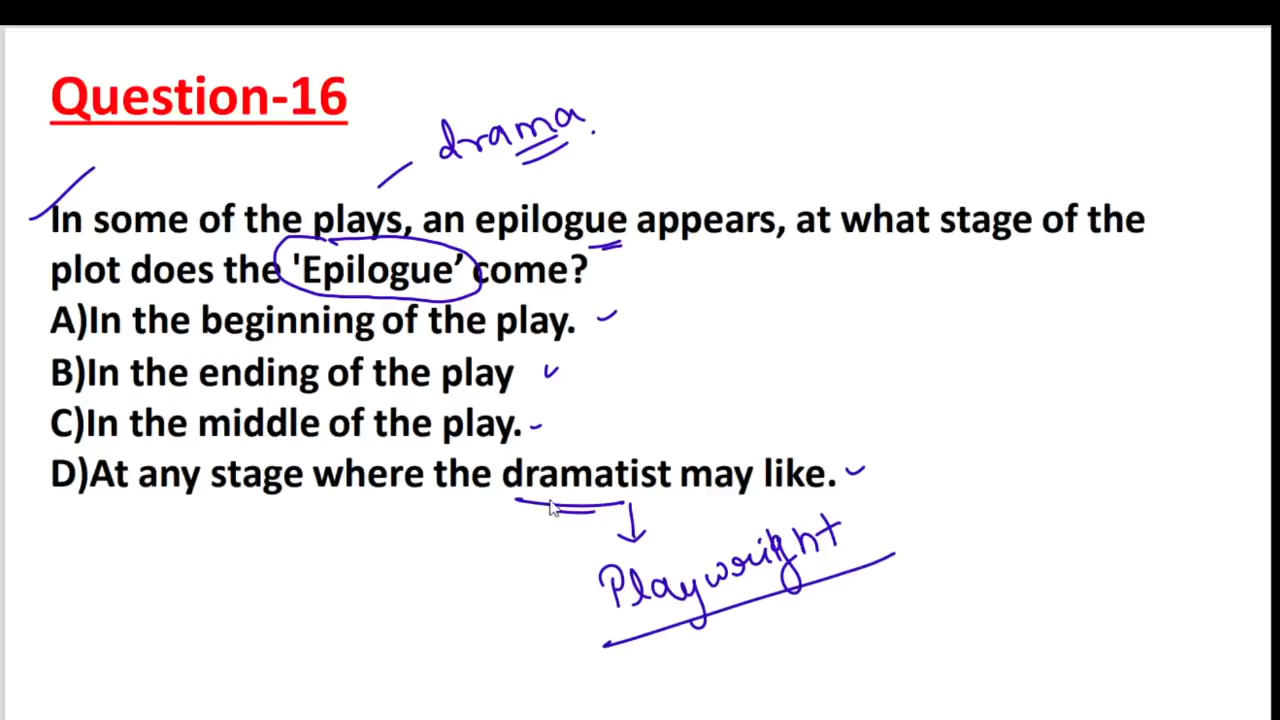 Question-16
drama.
In some of the plays, an epilogue appears, at what stage of the
plot does the 'Epilogue’ come?
A)In the beginning of the play.
B)In the ending of the play
C)In the middle of the play.
D)At any stage where the dramatist may like.
Playwright